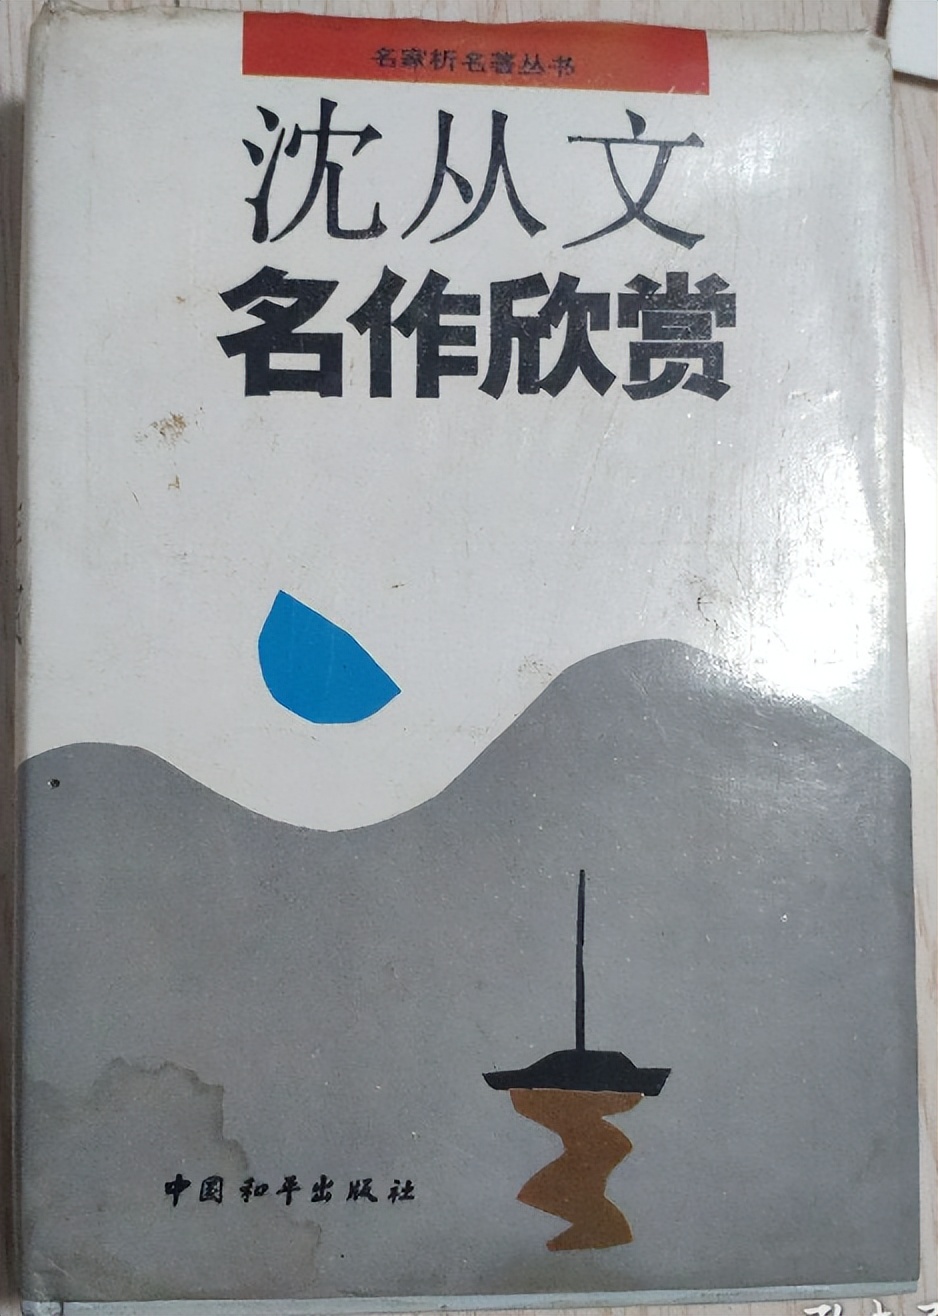 名家析名著丛书
沈从文
名作欣赏
中国和平出版社